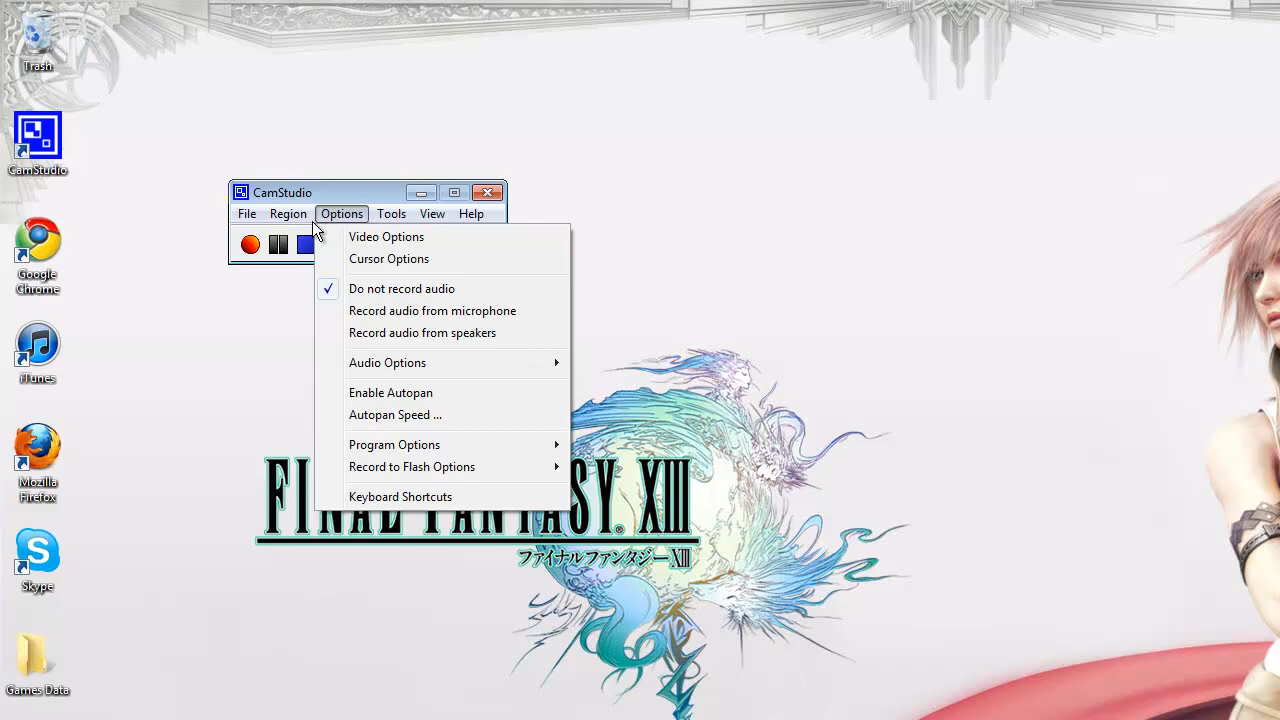 Trash
CamStudio
Google
Chrome
iTunes
Mozilla
Firefox
Skype
Games Data
CamStudio
File Region Options Tools View Help
Video Options
Cursor Options
Do not record audio
Record audio from microphone
Record audio from speakers
Audio Options
Enable Autopan
Autopan Speed ...
Program Options
Record to Flash Options
Keyboard Shortcuts
FINAL FANTASY. XIII
ファイナルファンタジーXIII